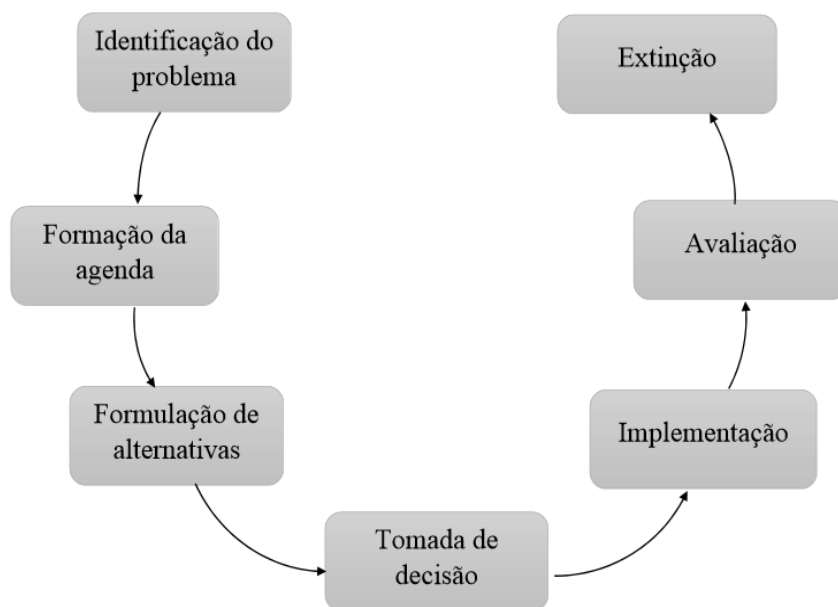 Identificação do
problema
Formação da
agenda
Formulação de
alternativas
Tomada de
decisão
Implementação
Avaliação
Extinção